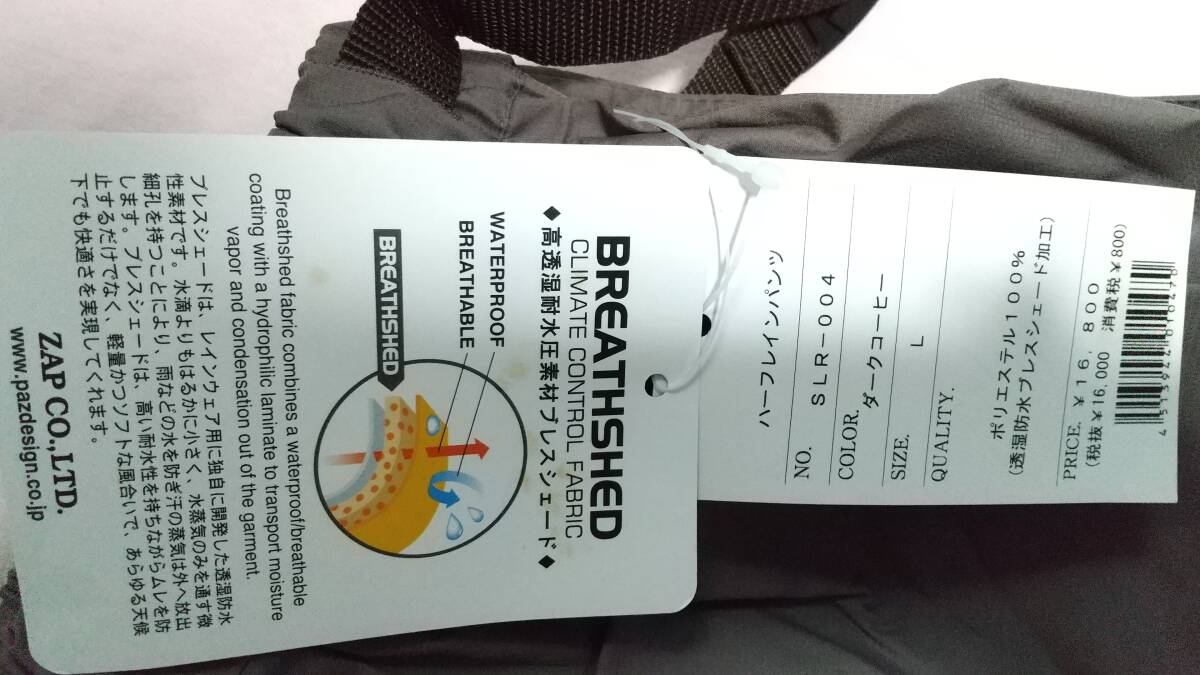 BREATHSHED
CLIMATE CONTROL FABRIC
◆高透湿耐水圧素材ブレスシェード◆
WATERPROOF
BREATHABLE
BREATHSHED
Breathshed fabric combines a waterproof/breathable
coating with a hydrophilic laminate to transport moisture
vapor and condensation out of the garment.
ブレスシェードは、レインウェア用に独自に開発した透湿防水
性素材です。水滴よりもはるかに小さく、水蒸気のみを通す微
細孔を持つことにより、雨などの水を防ぎ汗の蒸気は外へ放出
します。ブレスシェードは、高い耐水性を持ちながらムレを防
止するだけでなく、軽量かつソフトな風合いで、あらゆる天候
下でも快適さを実現してくれます。
ZAP CO.,LTD.
www.pazdesign.co.jp
ハーフレインパンツ
NO. SLR-004
COLOR.
ダークコーヒー
SIZE. L
QUALITY.
ポリエステル100%
(透湿防水ブレスシェード加工)
PRICE. ¥16,800
(税抜¥16,000 消費税¥800)